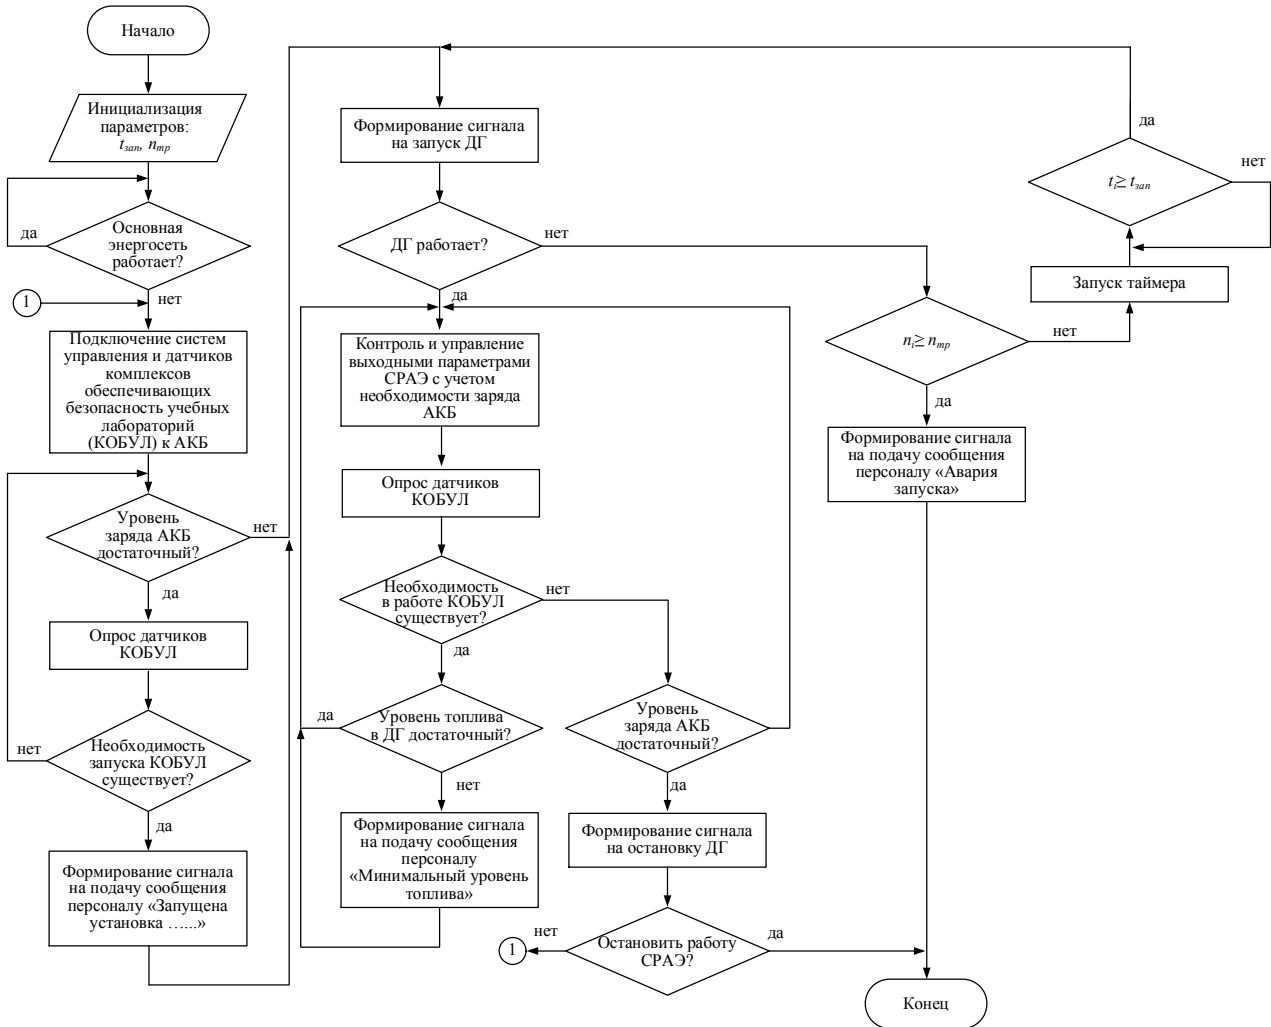 Начало
Инициализация
параметров:
tзап, nтр
Основная
энергосеть
работает?
да
нет
1
Подключение систем
управления и датчиков
комплексов
обеспечивающих
безопасность учебных
лабораторий
(КОБУЛ) к АКБ
Уровень
заряда АКБ
достаточный?
нет
да
Опрос датчиков
КОБУЛ
Необходимость
запуска КОБУЛ
существует?
нет
да
Формирование сигнала
на подачу сообщения
персоналу «Запущена
установка …...»
Формирование сигнала
на запуск ДГ
ДГ работает?
нет
да
Контроль и управление
выходными параметрами
СРАЭ с учетом
необходимости заряда
АКБ
Опрос датчиков
КОБУЛ
Необходимость
в работе КОБУЛ
существует?
нет
да
Уровень топлива
в ДГ достаточный?
да
нет
Формирование сигнала
на подачу сообщения
персоналу
«Минимальный уровень
топлива»
Уровень
заряда АКБ
достаточный?
да
Формирование сигнала
на остановку ДГ
Остановить работу
СРАЭ?
нет
1
да
ni≥ nтр
нет
да
Формирование сигнала
на подачу сообщения
персоналу «Авария
запуска»
Запуск таймера
ti≥ tзап
да
нет
Конец